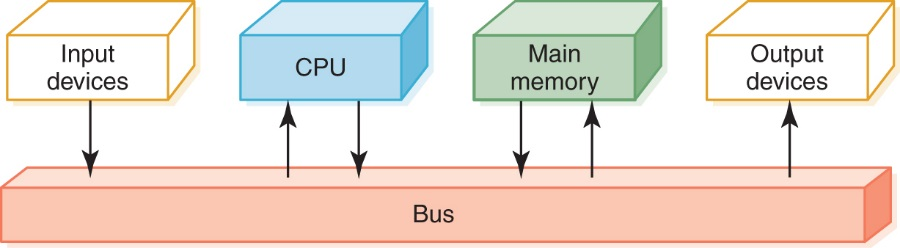 Input
devices
CPU
Main
memory
Output
devices
Bus